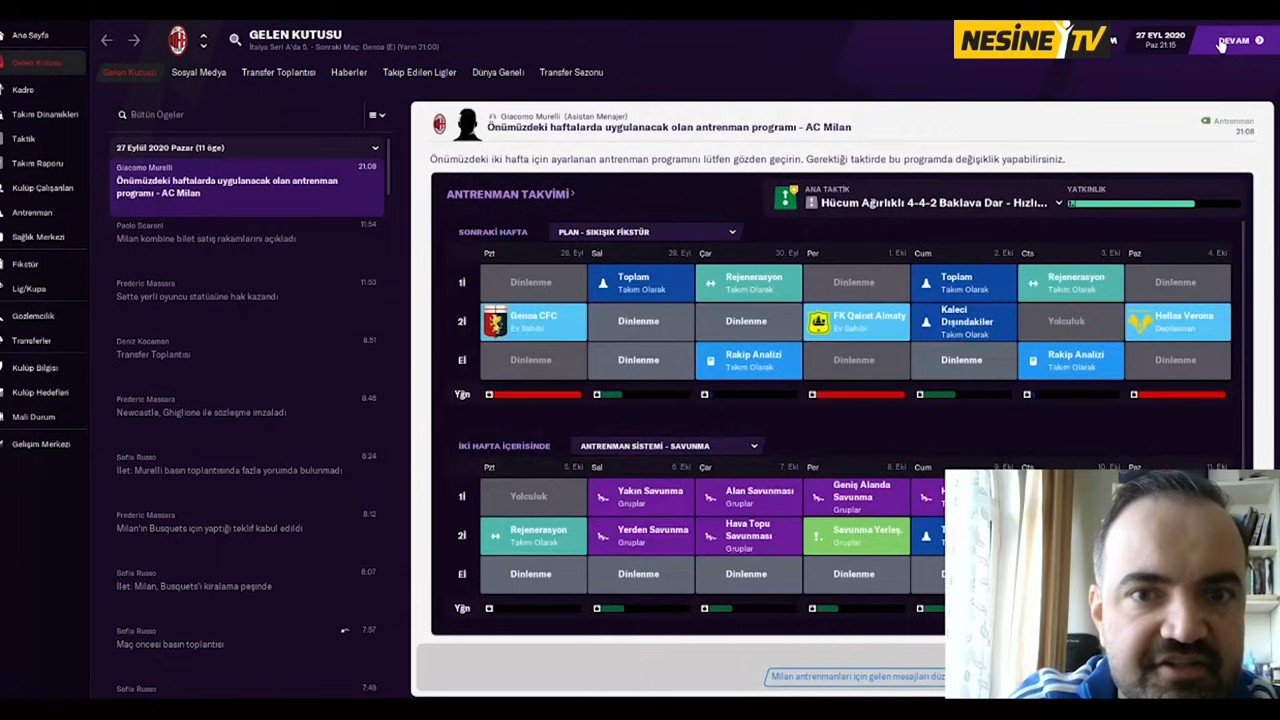 Ana Sayfa
Gelen Kutusu
Kadro
Takım Dinamikleri
Taktik
Takım Raporu
Kulüp Çalışanları
Antrenman
Sağlık Merkezi
Fikstür
Lig/Kupa
Gözlemcilik
Transferler
Kulüp Bilgisi
Kulüp Hedefleri
Mali Durum
Gelişim Merkezi
GELEN KUTUSU
İtalya Seri A'da 5. - Sonraki Maç: Genoa (E) (Yarın 21:00)
NESİNE TV
27 EYL 2020
Paz 21:15
DEVAM
Gelen Kutusu Sosyal Medya Transfer Toplantısı Haberler Takip Edilen Ligler Dünya Geneli Transfer Sezonu
Bütün Ögeler
27 Eylül 2020 Pazar (11 öge)
Giacomo Murelli 21:08
Önümüzdeki haftalarda uygulanacak olan antrenman
programı - AC Milan
Paolo Scaroni 11:54
Milan kombine bilet satış rakamlarını açıkladı
Frederic Massara 11:53
Sette yerli oyuncu statüsüne hak kazandı
Deniz Kocaman 8:51
Transfer Toplantısı
Frederic Massara 8:46
Newcastle, Ghiglione ile sözleşme imzaladı
Sofia Russo 8:24
İlet: Murelli basın toplantısında fazla yorumda bulunmadı
Frederic Massara 8:12
Milan'ın Busquets için yaptığı teklif kabul edildi
Sofia Russo 8:07
İlet: Milan, Busquets'i kiralama peşinde
Sofia Russo 7:57
Maç öncesi basın toplantısı
Sofia Russo 7:49
Giacomo Murelli (Asistan Menajer)
Önümüzdeki haftalarda uygulanacak olan antrenman programı - AC Milan
Antrenman
21:08
Önümüzdeki iki hafta için ayarlanan antrenman programını lütfen gözden geçirin. Gerektiği taktirde bu programda değişiklik yapabilirsiniz.
ANTRENMAN TAKVİMİ
ANA TAKTİK
Hücum Ağırlıklı 4-4-2 Baklava Dar - Hızlı...
YATKINLIK
SONRAKİ HAFTA PLAN - SIKIŞIK FİKSTÜR
Pzt 28. Eyl Sal 29. Eyl Çar 30. Eyl Per 1. Eki Cum 2. Eki Cts 3. Eki Paz 4. Eki
1İ Dinlenme Toplam Takım Olarak Rejenerasyon Takım Olarak Dinlenme Toplam Takım Olarak Rejenerasyon Takım Olarak Dinlenme
2İ Genoa CFC Ev Sahibi Dinlenme Dinlenme FK Qairat Almaty Ev Sahibi Kaleci Dışındakiler Takım Olarak Yolculuk Hellas Verona Deplasman
Eİ Dinlenme Dinlenme Rakip Analizi Takım Olarak Dinlenme Dinlenme Rakip Analizi Takım Olarak Dinlenme
Yğn
İKİ HAFTA İÇERİSİNDE ANTRENMAN SİSTEMİ - SAVUNMA
Pzt 5. Eki Sal 6. Eki Çar 7. Eki Per 8. Eki Cum 9. Eki Cts 10. Eki Paz 11. Eki
1İ Yolculuk Yakın Savunma Gruplar Alan Savunması Gruplar Geniş Alanda Savunma Gruplar
2İ Rejenerasyon Takım Olarak Yerden Savunma Gruplar Hava Topu Savunması Gruplar Savunma Yerleş. Gruplar
Eİ Dinlenme Dinlenme Dinlenme Dinlenme
Yğn
Milan antrenmanları için gelen mesajları düz